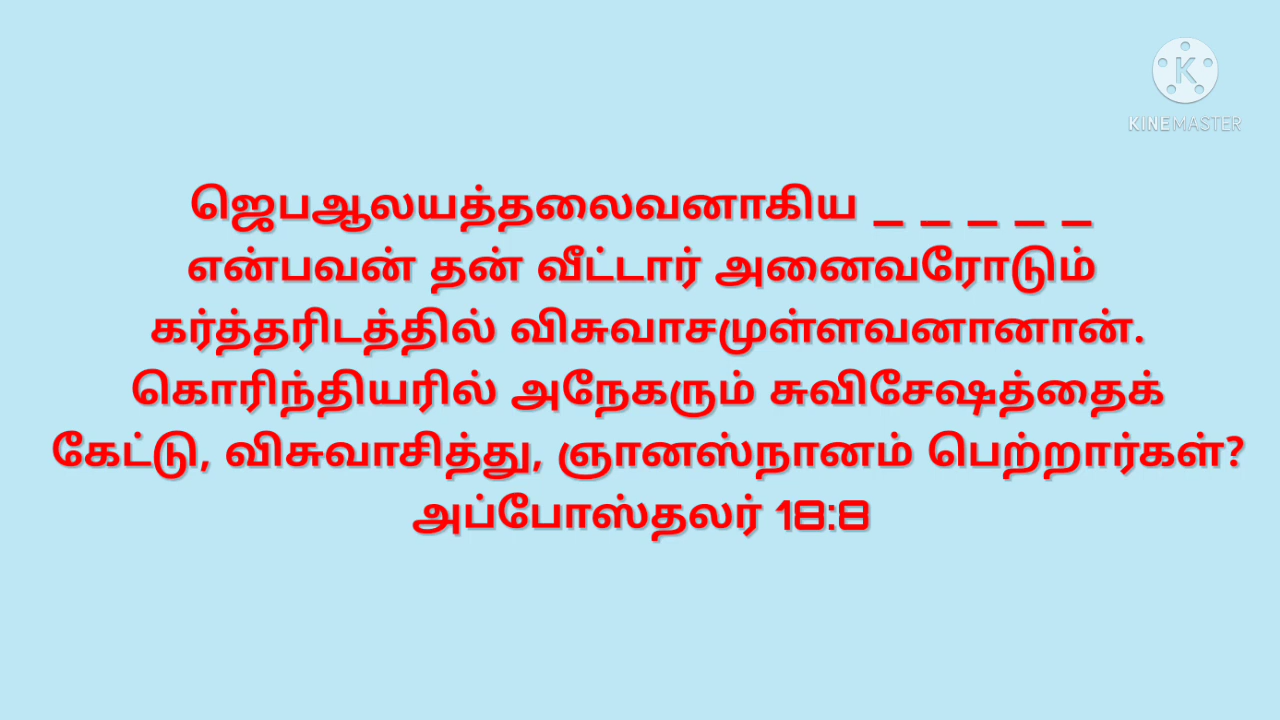 K
KINEMASTER
ஜெபஆலயத்தலைவனாகிய _ _ _ _ _
என்பவன் தன் வீட்டார் அனைவரோடும்
கர்த்தரிடத்தில் விசுவாசமுள்ளவனானான்.
கொரிந்தியரில் அநேகரும் சுவிசேஷத்தைக்
கேட்டு, விசுவாசித்து, ஞானஸ்நானம் பெற்றார்கள்?
அப்போஸ்தலர் 18:8